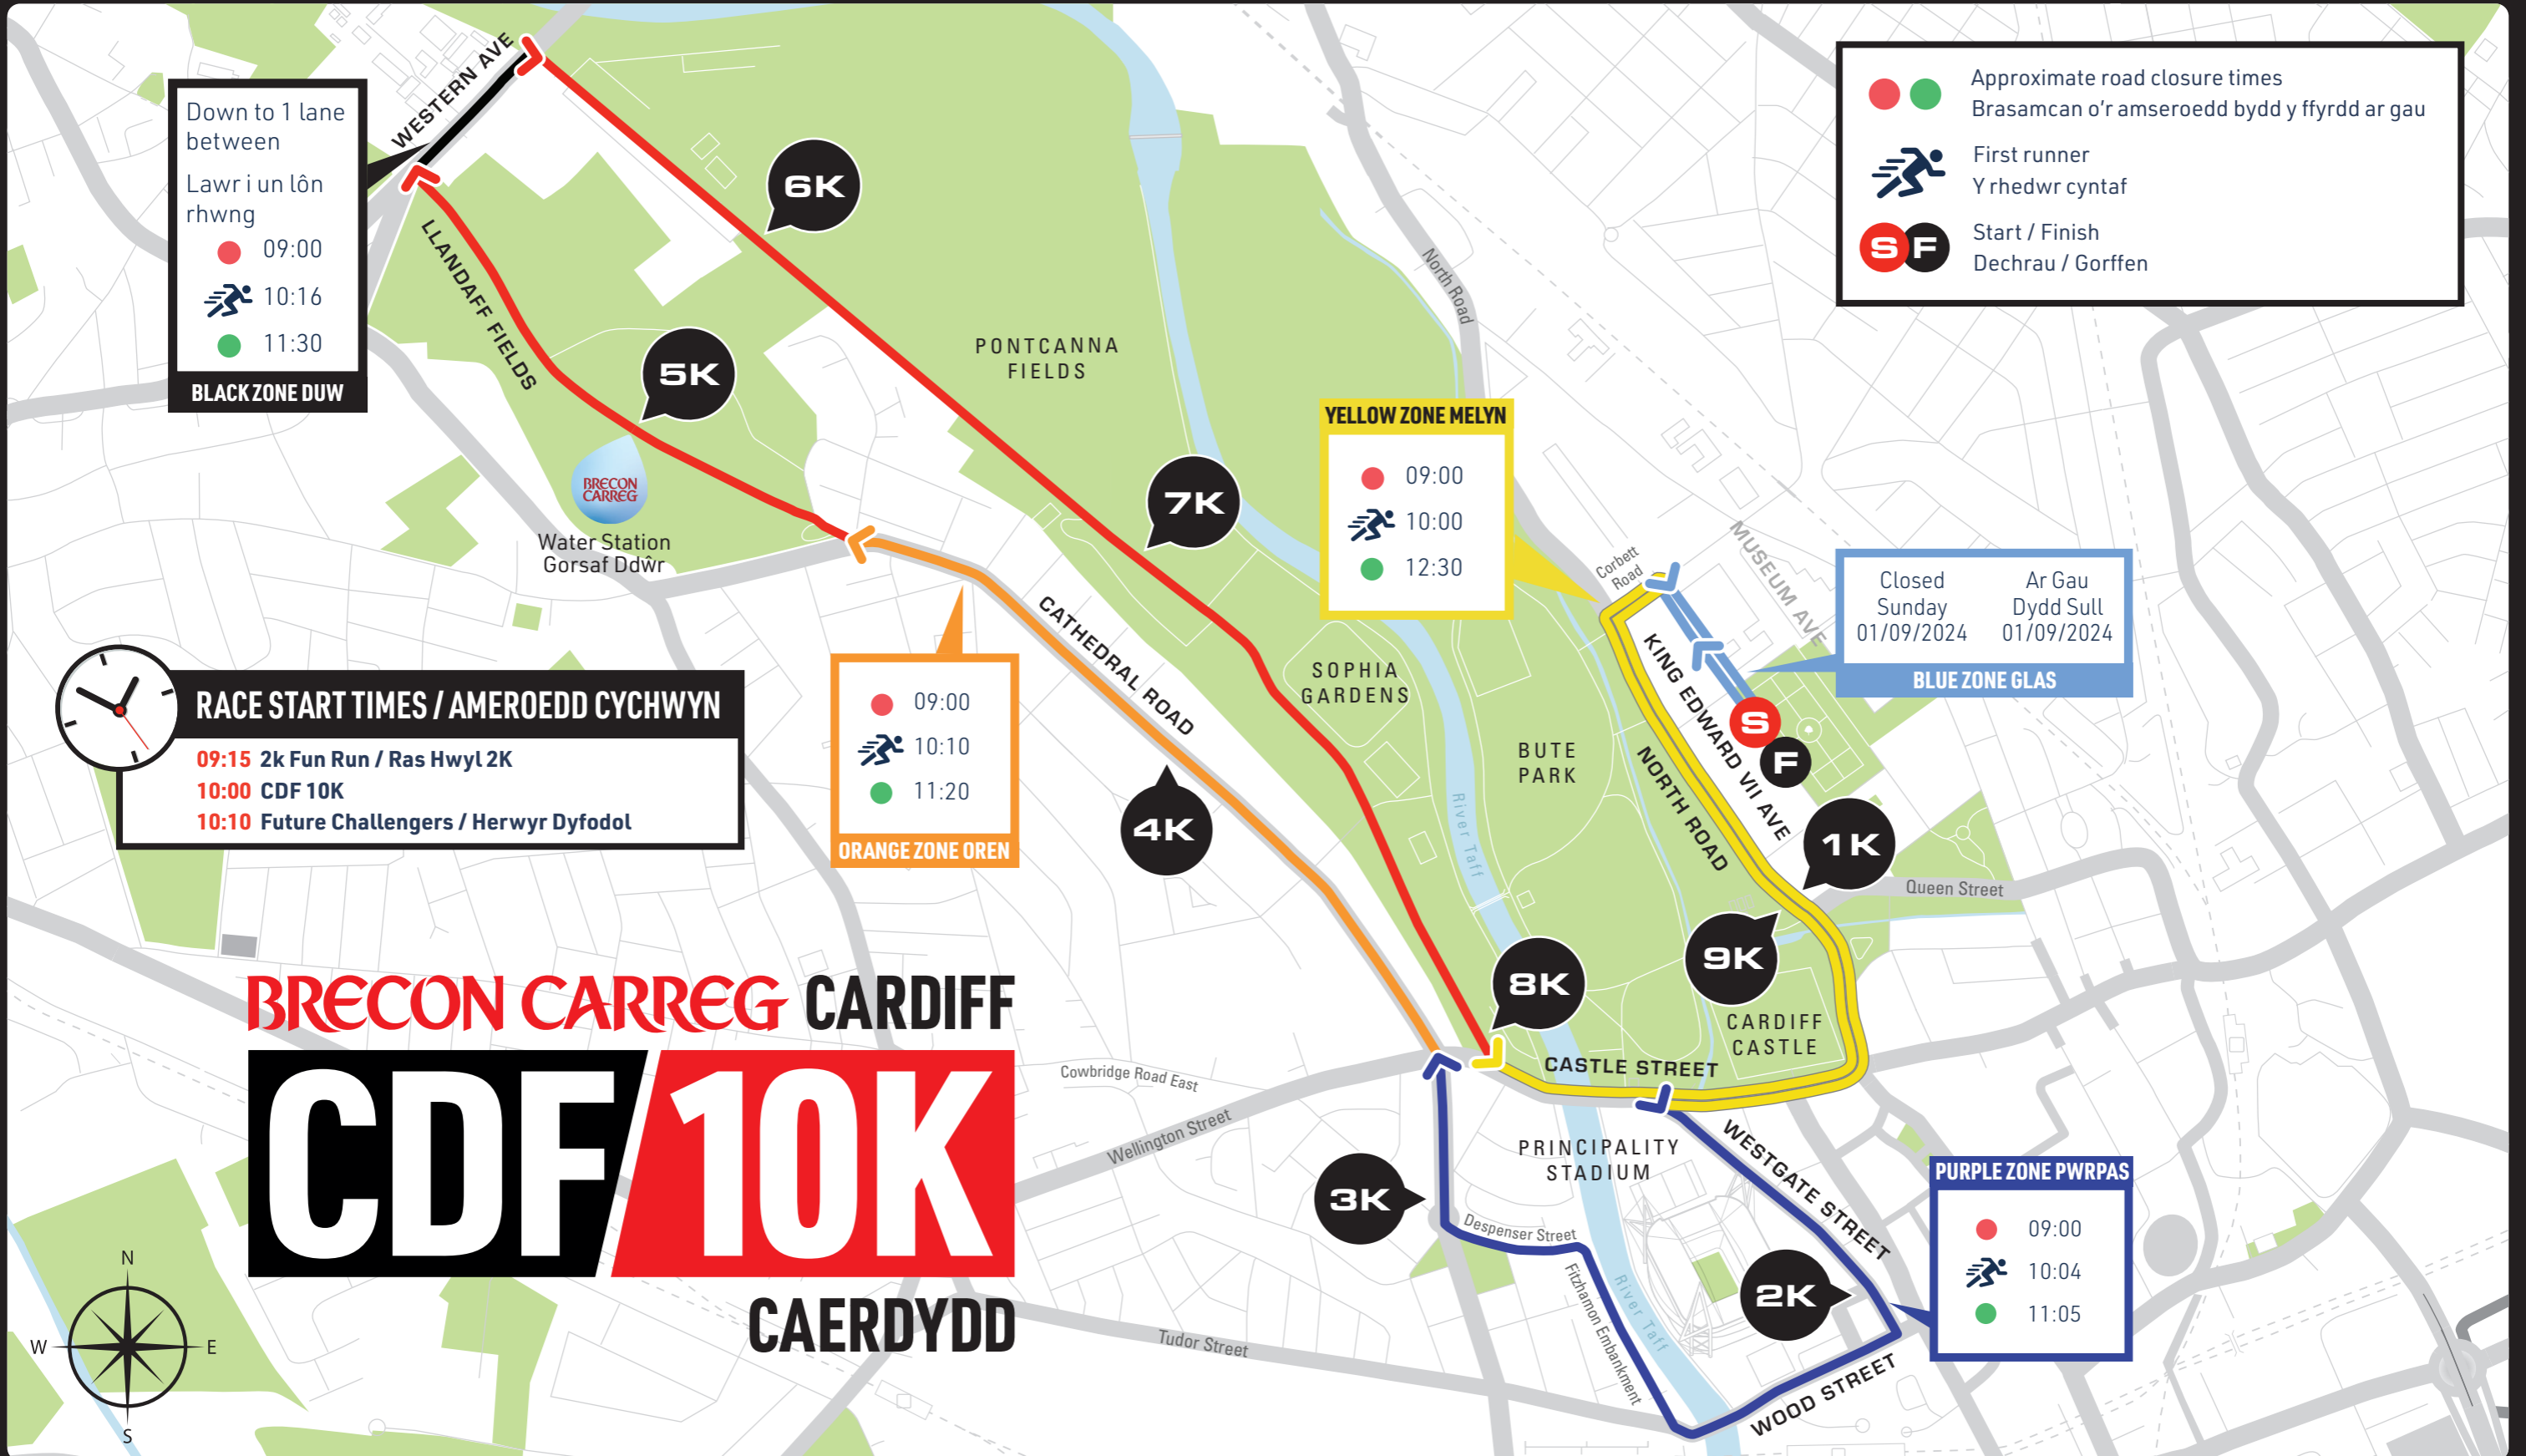 WESTERN AVE
Down to 1 lane
between
Lawr i un lôn
rhwng
09:00
10:16
11:30
BLACK ZONE DUW
LLANDAFF FIELDS
6K
5K
PONTCANNA
FIELDS
7K
North Road
Approximate road closure times
Brasamcan o'r amseroedd bydd y ffyrdd ar gau
First runner
Y rhedwr cyntaf
S F
Start / Finish
Dechrau / Gorffen
YELLOW ZONE MELYN
09:00
10:00
12:30
BRECON
CARREG
Water Station
Gorsaf Ddŵr
Corbett
Road
MUSEUM AVE
Closed
Sunday
01/09/2024
Ar Gau
Dydd Sull
01/09/2024
BLUE ZONE GLAS
CATHEDRAL ROAD
SOPHIA
GARDENS
KING EDWARD VII AVE
S
F
RACE START TIMES / AMEROEDD CYCHWYN
09:15 2k Fun Run / Ras Hwyl 2K
10:00 CDF 10K
10:10 Future Challengers / Herwyr Dyfodol
09:00
10:10
11:20
ORANGE ZONE OREN
4K
BUTE
PARK
River Taff
NORTH ROAD
1K
Queen Street
9K
8K
CARDIFF
CASTLE
CASTLE STREET
BRECON CARREG CARDIFF
CDF/10K
CAERDYDD
Cowbridge Road East
Wellington Street
PRINCIPALITY
STADIUM
WESTGATE STREET
3K
Despenser Street
Fitzhamon Embankment
River Taff
2K
PURPLE ZONE PWRPAS
09:00
10:04
11:05
WOOD STREET
Tudor Street
N
W
E
S